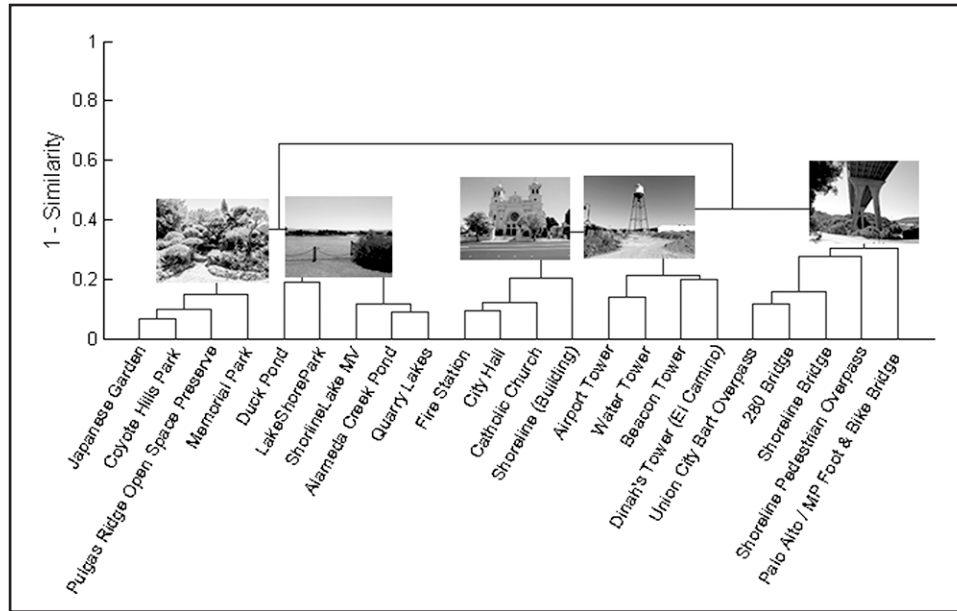 1
0.8
0.6
0.4
0.2
0
1 - Similarity
Japanese Garden
Coyote Hills Park
Pulgas Ridge Open Space Preserve
Memorial Park
Duck Pond
LakeShorePark
ShorlineLake MV
Alameda Creek Pond
Quarry Lakes
Fire Station
City Hall
Catholic Church
Shoreline (Building)
Airport Tower
Water Tower
Beacon Tower
Dinah's Tower (El Camino)
Union City Bart Overpass
280 Bridge
Shoreline Bridge
Shoreline Pedestrian Overpass
Palo Alto / MP Foot & Bike Bridge